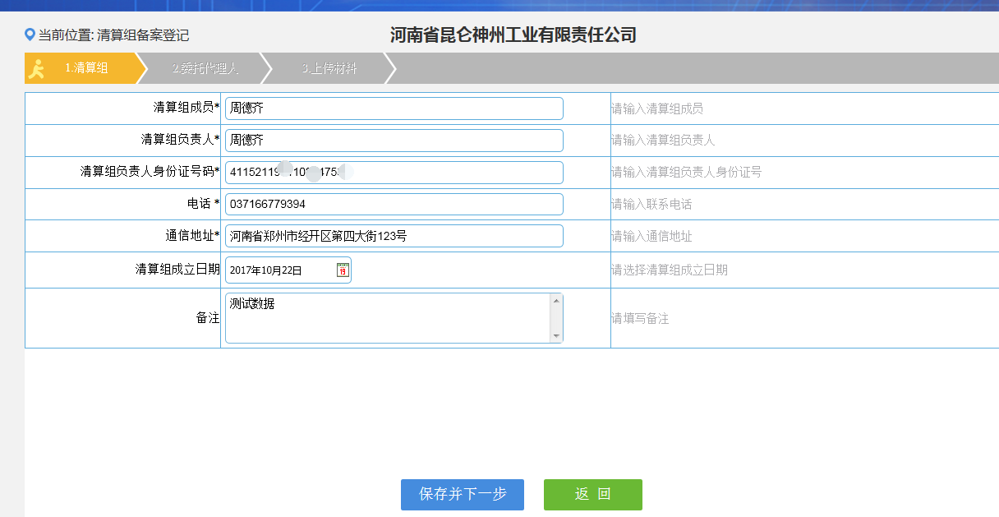 当前位置: 清算组备案登记
河南省昆仑神州工业有限责任公司
1.清算组
2.委托代理人
3.上传材料
清算组成员* 周德齐 请输入清算组成员
清算组负责人* 周德齐 请输入清算组负责人
清算组负责人身份证号码* 请输入清算组负责人身份证号
电话 * 037166779394 请输入联系电话
通信地址* 河南省郑州市经开区第四大街123号 请输入通信地址
清算组成立日期 2017年10月22日 19 请选择清算组成立日期
备注 测试数据 请填写备注
保存并下一步
返 回